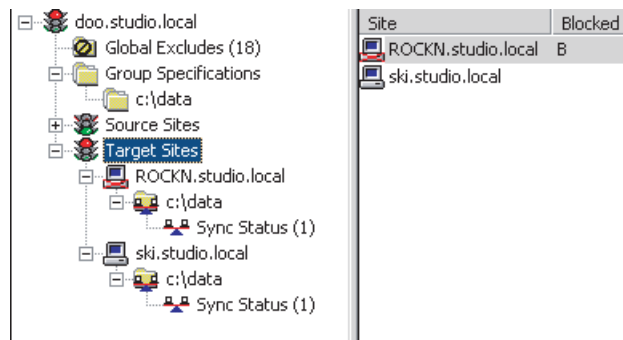 doo.studio.local
Global Excludes (18)
Group Specifications
c:\data
Source Sites
Target Sites
ROCKN.studio.local
c:\data
Sync Status (1)
ski.studio.local
c:\data
Sync Status (1)
Site Blocked
ROCKN.studio.local B
ski.studio.local